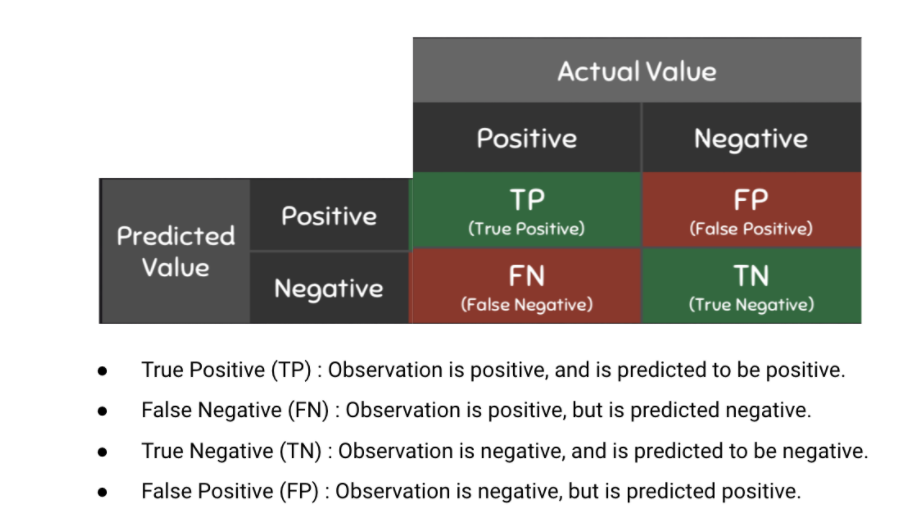 Actual Value
Positive Negative
Predicted Value
Positive
TP
(True Positive)
FP
(False Positive)
Negative
FN
(False Negative)
TN
(True Negative)
● True Positive (TP) : Observation is positive, and is predicted to be positive.
● False Negative (FN) : Observation is positive, but is predicted negative.
● True Negative (TN) : Observation is negative, and is predicted to be negative.
● False Positive (FP) : Observation is negative, but is predicted positive.